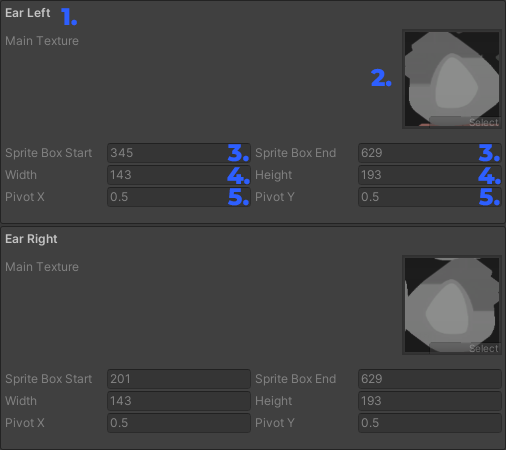 Ear Left 1.
Main Texture
2.
Select
Sprite Box Start 345 3. Sprite Box End 629 3.
Width 143 4. Height 193 4.
Pivot X 0.5 5. Pivot Y 0.5 5.
Ear Right
Main Texture
Select
Sprite Box Start 201 Sprite Box End 629
Width 143 Height 193
Pivot X 0.5 Pivot Y 0.5